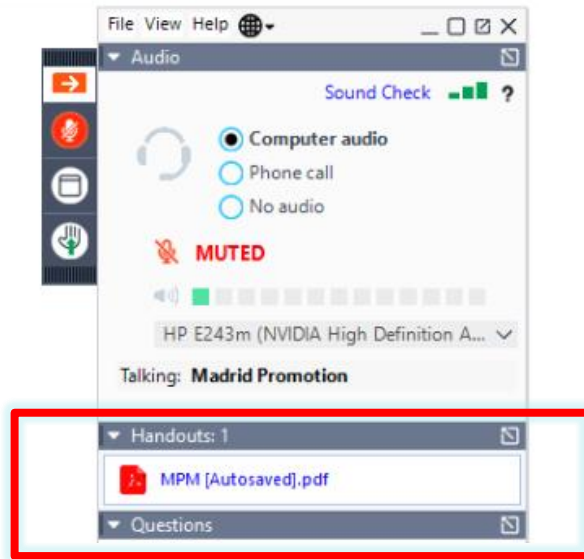 File View Help
Audio
Sound Check ?
Computer audio
Phone call
No audio
MUTED
HP E243m (NVIDIA High Definition A...
Talking: Madrid Promotion
Handouts: 1
MPM [Autosaved].pdf
Questions